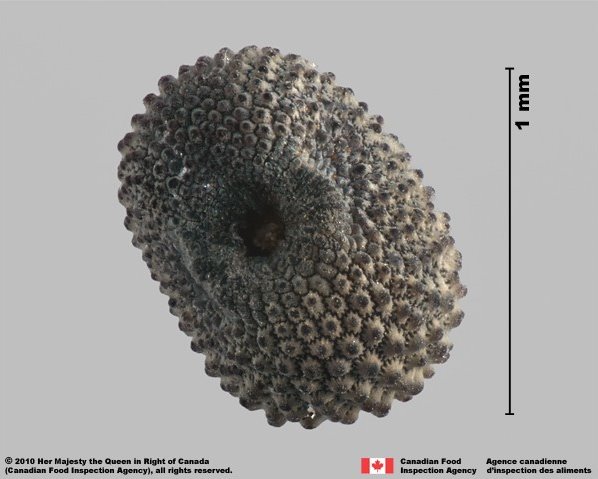 1 mm
© 2010 Her Majesty the Queen in Right of Canada
(Canadian Food Inspection Agency), all rights reserved.
Canadian Food
Inspection Agency
Agence canadienne
d'inspection des aliments